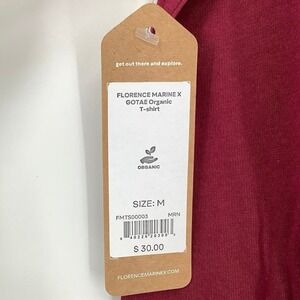 get out there and explore.
FLORENCE MARINE X
GOTAE Organic
T-shirt
ORGANIC
SIZE: M
FMTS00003 MRN
$ 30.00
FLORENCEMARINEX.COM